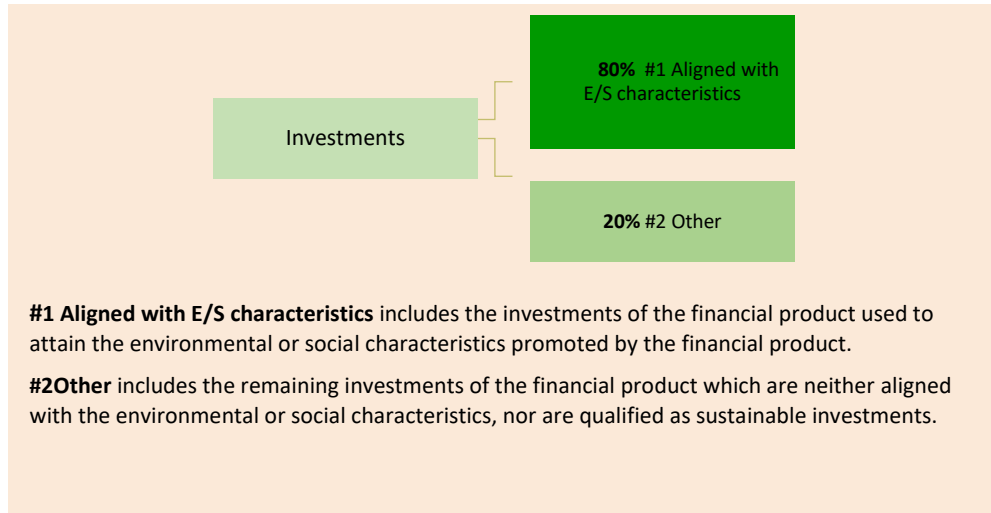 80% #1 Aligned with
E/S characteristics
Investments
20% #2 Other
#1 Aligned with E/S characteristics includes the investments of the financial product used to
attain the environmental or social characteristics promoted by the financial product.
#2Other includes the remaining investments of the financial product which are neither aligned
with the environmental or social characteristics, nor are qualified as sustainable investments.